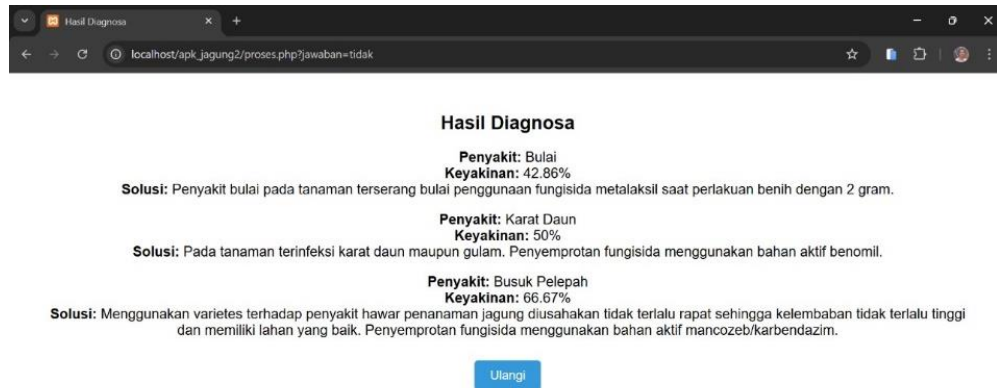 Hasil Diagnosa
localhost/apk_jagung2/proses.php?jawaban=tidak
Hasil Diagnosa
Penyakit: Bulai
Keyakinan: 42.86%
Solusi: Penyakit bulai pada tanaman terserang bulai penggunaan fungisida metalaksil saat perlakuan benih dengan 2 gram.
Penyakit: Karat Daun
Keyakinan: 50%
Solusi: Pada tanaman terinfeksi karat daun maupun gulam. Penyemprotan fungisida menggunakan bahan aktif benomil.
Penyakit: Busuk Pelepah
Keyakinan: 66.67%
Solusi: Menggunakan varietes terhadap penyakit hawar penanaman jagung diusahakan tidak terlalu rapat sehingga kelembaban tidak terlalu tinggi
dan memiliki lahan yang baik. Penyemprotan fungisida menggunakan bahan aktif mancozeb/karbendazim.
Ulangi